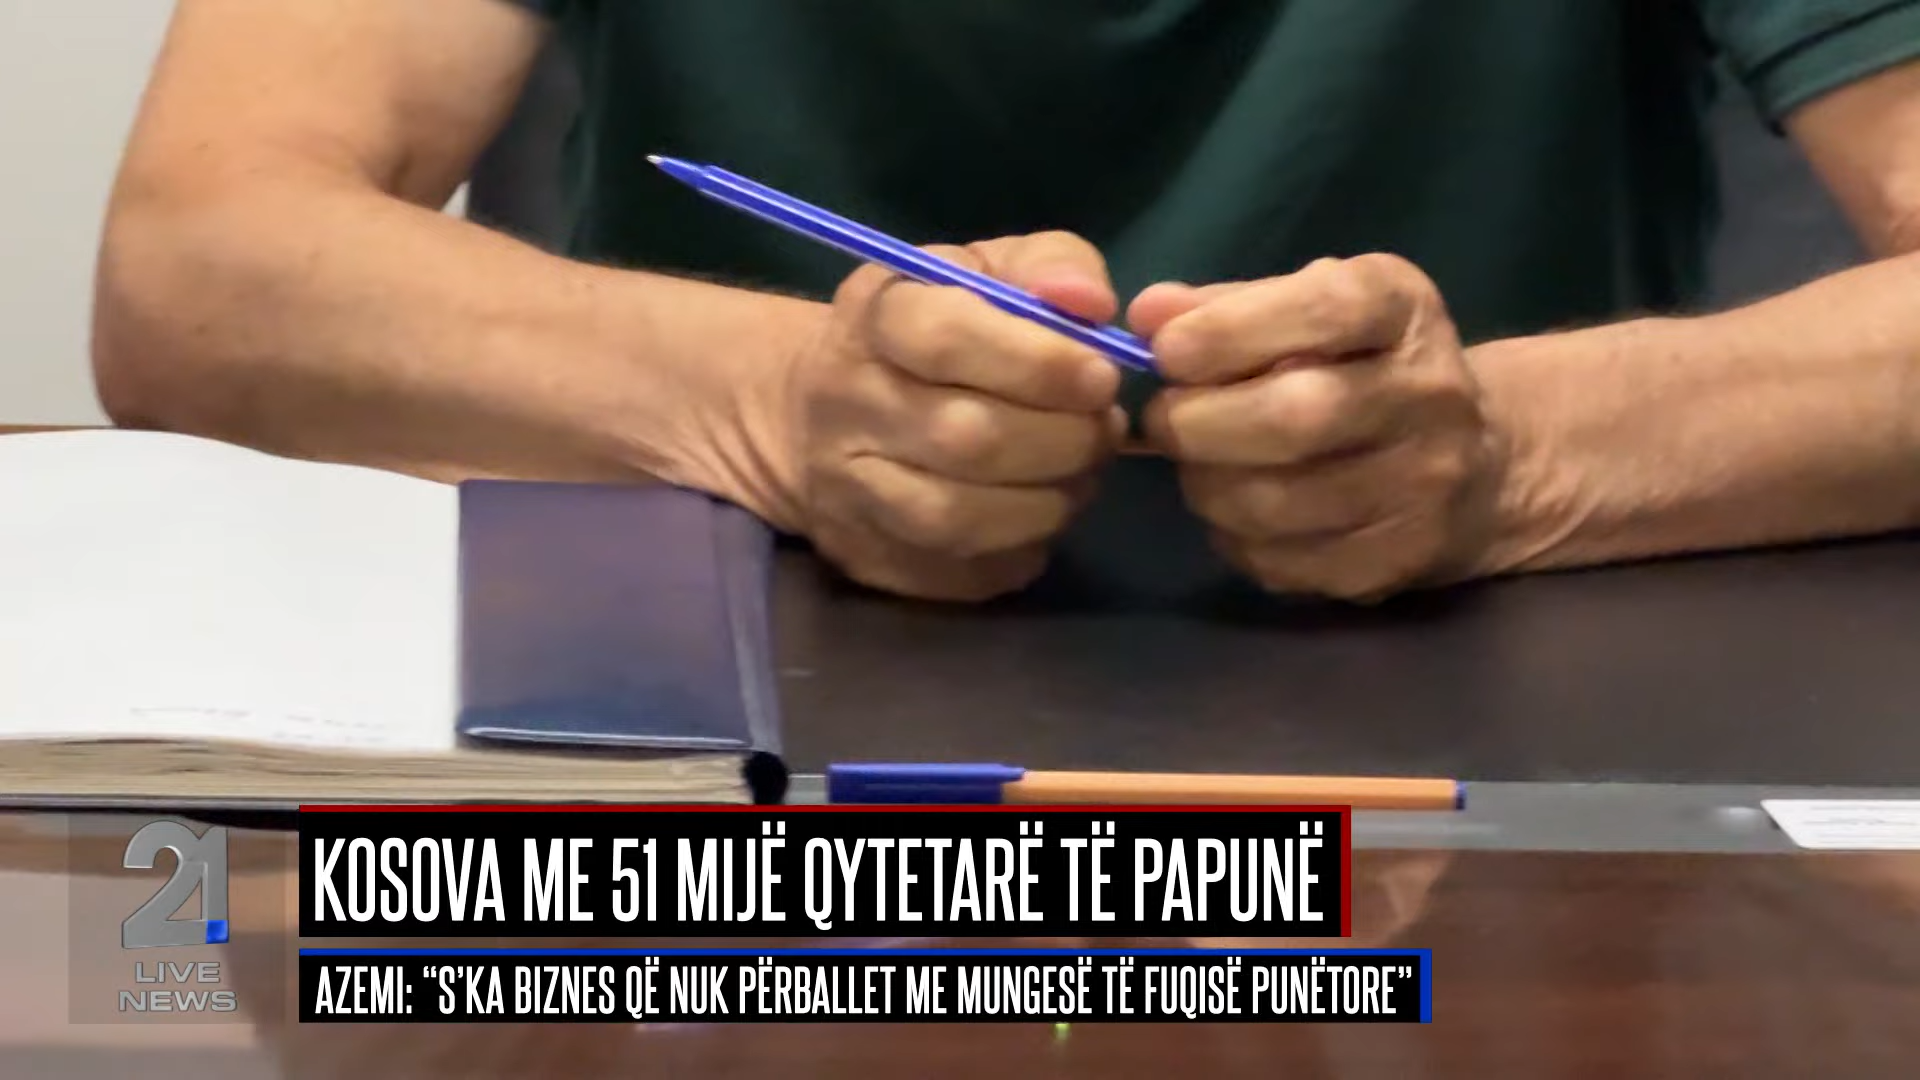 KOSOVA ME 51 MIJË QYTETARË TË PAPUNË
AZEMI: “S’KA BIZNES QË NUK PËRBALLET ME MUNGESË TË FUQISË PUNËTORE”
21
LIVE
NEWS